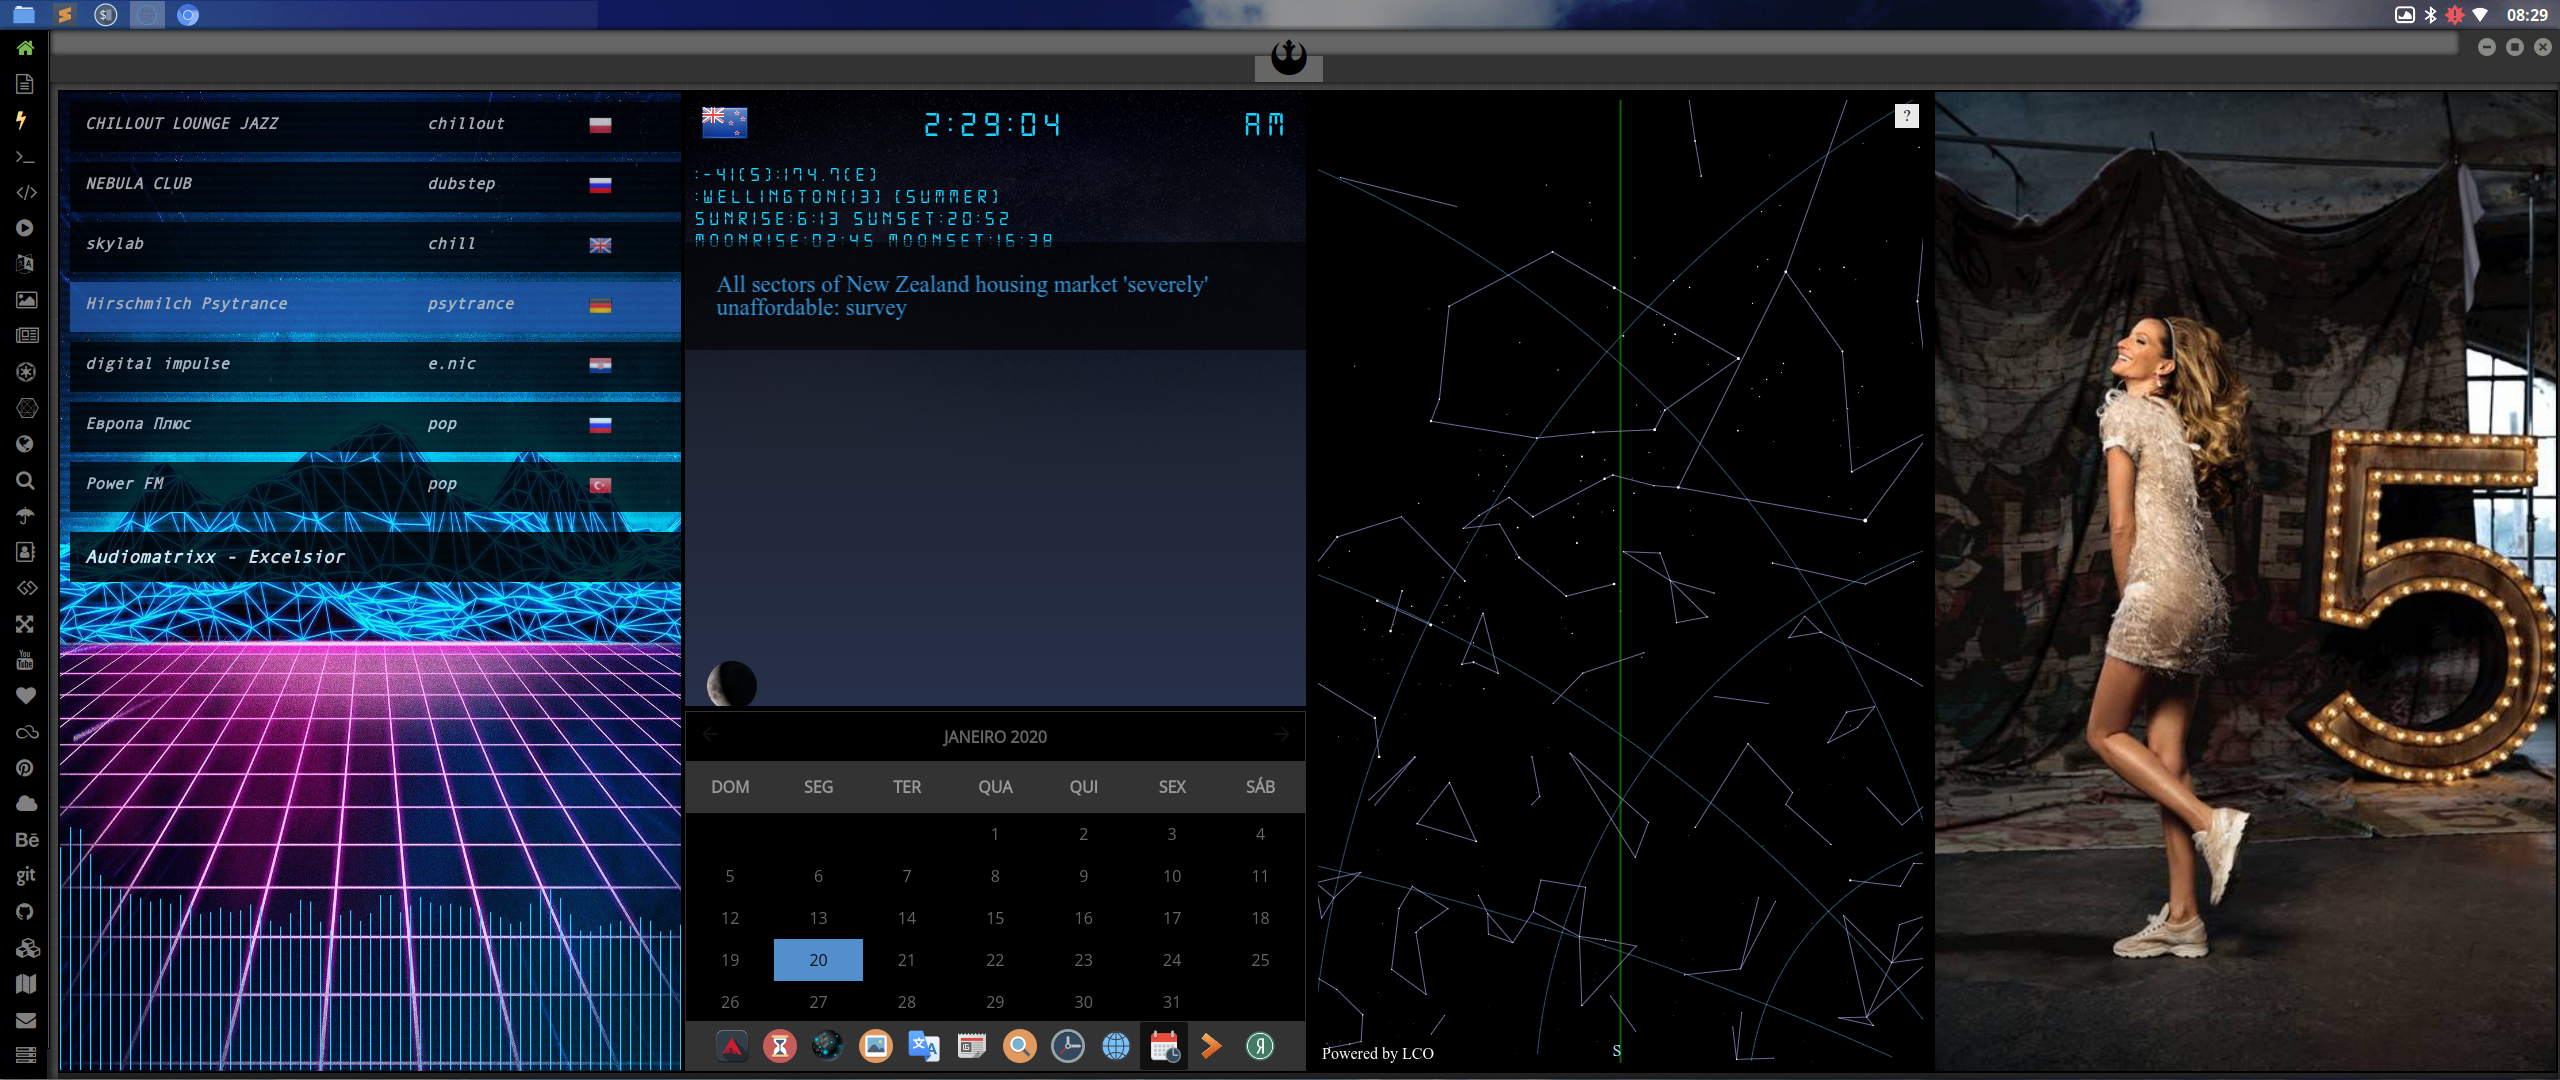 08:29
CHILLOUT LOUNGE JAZZ chillout
NEBULA CLUB dubstep
skylab chill
Hirschmilch Psytrance psytrance
digital impulse e.nic
Европа Плюс pop
Power FM pop
Audiomatrixx - Excelsior
2:29:04 AM
:-41(S):174.7(E)
:WELLINGTON[13] (SUMMER)
SUNRISE:6:13 SUNSET:20:52
MOONRISE:02:45 MOONSET:16:38
All sectors of New Zealand housing market 'severely'
unaffordable: survey
JANEIRO 2020
DOM SEG TER QUA QUI SEX SÁB
1 2 3 4
5 6 7 8 9 10 11
12 13 14 15 16 17 18
19 20 21 22 23 24 25
26 27 28 29 30 31
?
Powered by LCO
S
5
You
Tube
Bē
git
Я